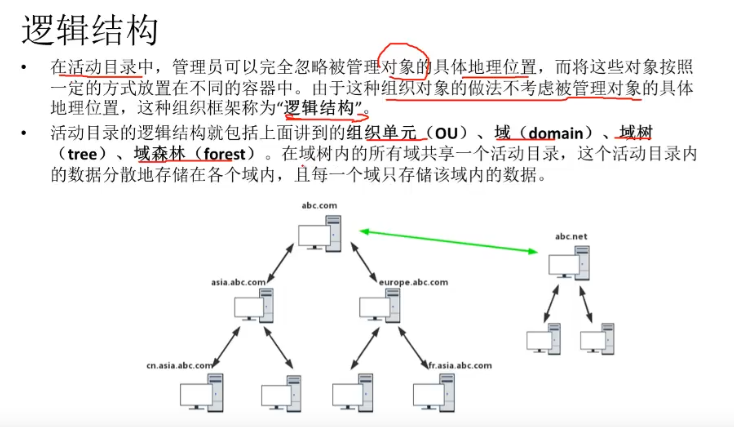 逻辑结构
• 在活动目录中，管理员可以完全忽略被管理对象的具体地理位置，而将这些对象按照
一定的方式放置在不同的容器中。由于这种组织对象的做法不考虑被管理对象的具体
地理位置，这种组织框架称为“逻辑结构”。
• 活动目录的逻辑结构就包括上面讲到的组织单元（OU）、域（domain）、域树
（tree）、域森林（forest）。在域树内的所有域共享一个活动目录，这个活动目录内
的数据分散地存储在各个域内，且每一个域只存储该域内的数据。
abc.com
abc.net
asia.abc.com
europe.abc.com
cn.asia.abc.com
fr.asia.abc.com